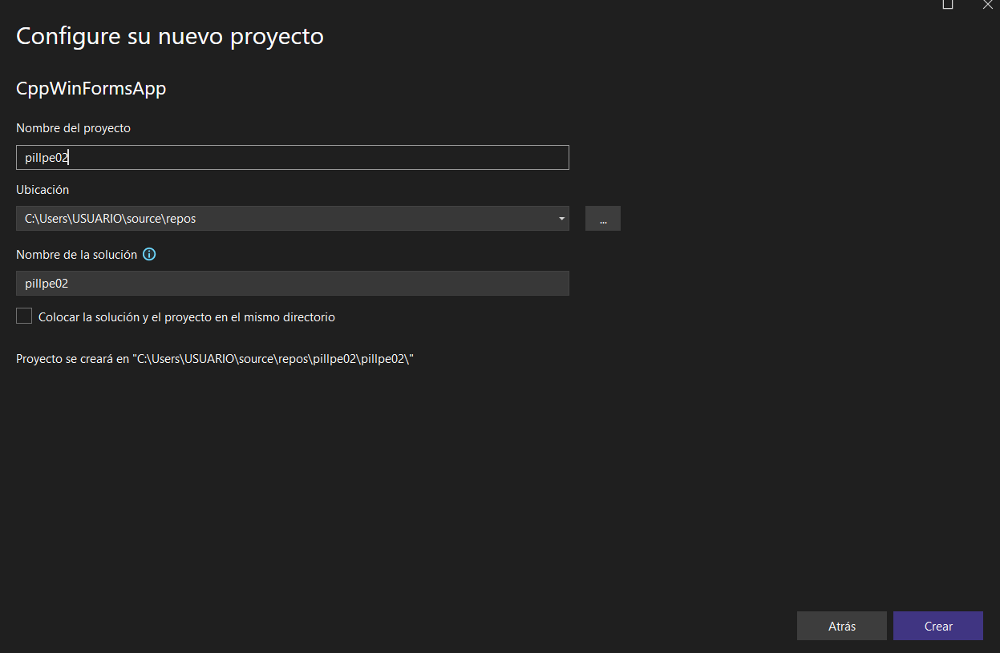 Configure su nuevo proyecto
CppWinFormsApp
Nombre del proyecto
pillpe02
Ubicación
C:\Users\USUARIO\source\repos
...
Nombre de la solución
pillpe02
Colocar la solución y el proyecto en el mismo directorio
Proyecto se creará en "C:\Users\USUARIO\source\repos\pillpe02\pillpe02\"
Atrás
Crear